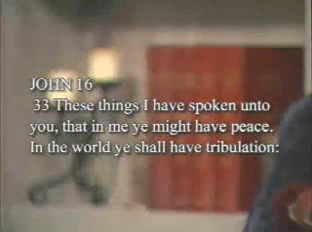 JOHN 16
33 These things I have spoken unto
you, that in me ye might have peace.
In the world ye shall have tribulation: